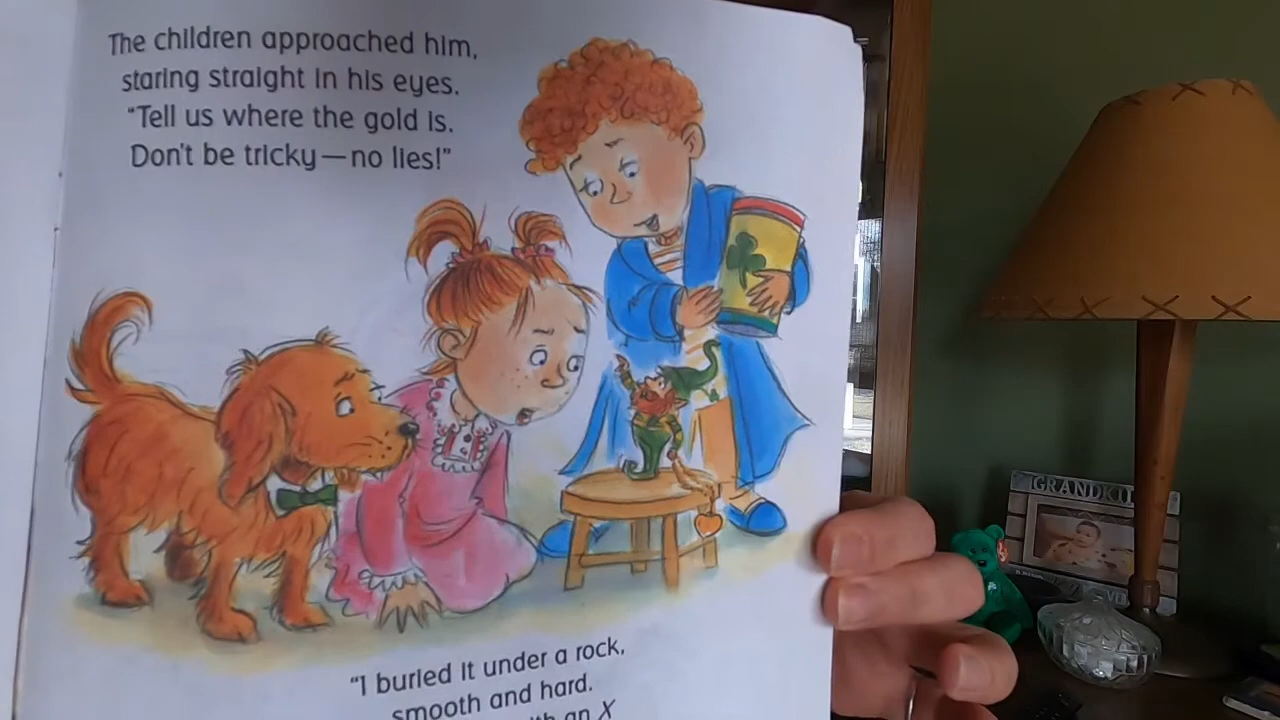 The children approached him,
staring straight in his eyes.
“Tell us where the gold is.
Don't be tricky—no lies!”
“I buried it under a rock,
smooth and hard.
an X